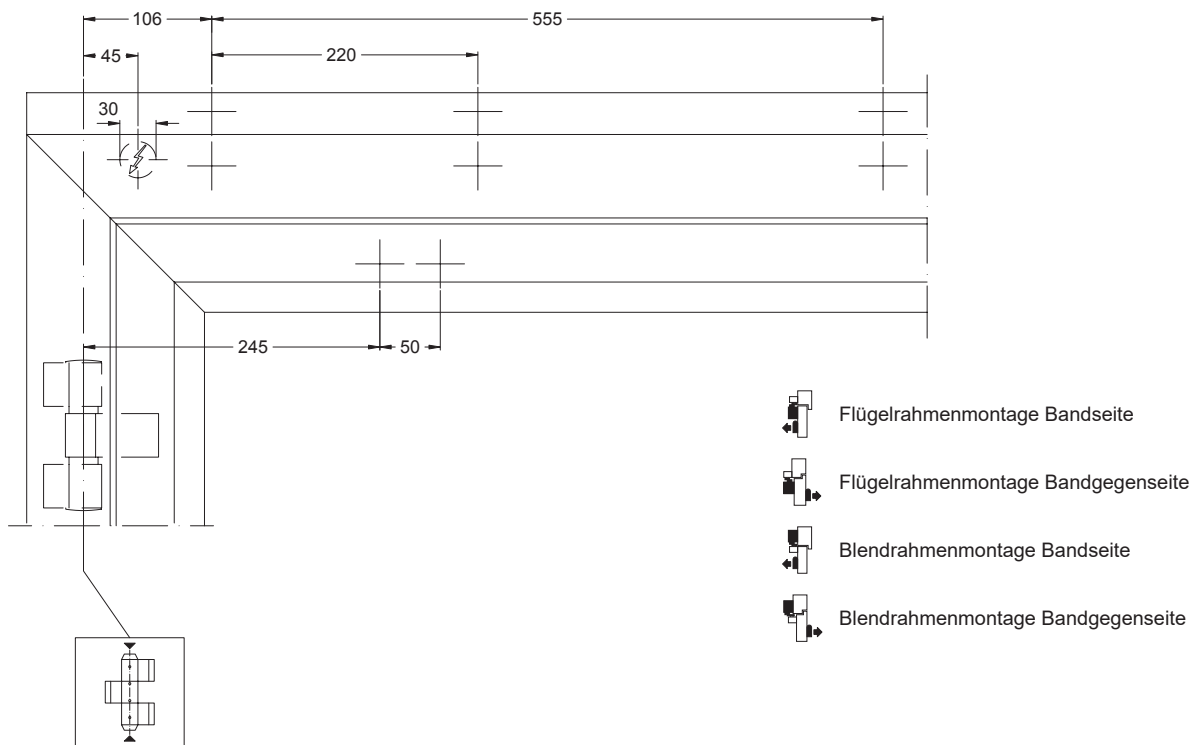 106
555
45
220
30
245
50
Flügelrahmenmontage Bandseite
Flügelrahmenmontage Bandgegenseite
Blendrahmenmontage Bandseite
Blendrahmenmontage Bandgegenseite